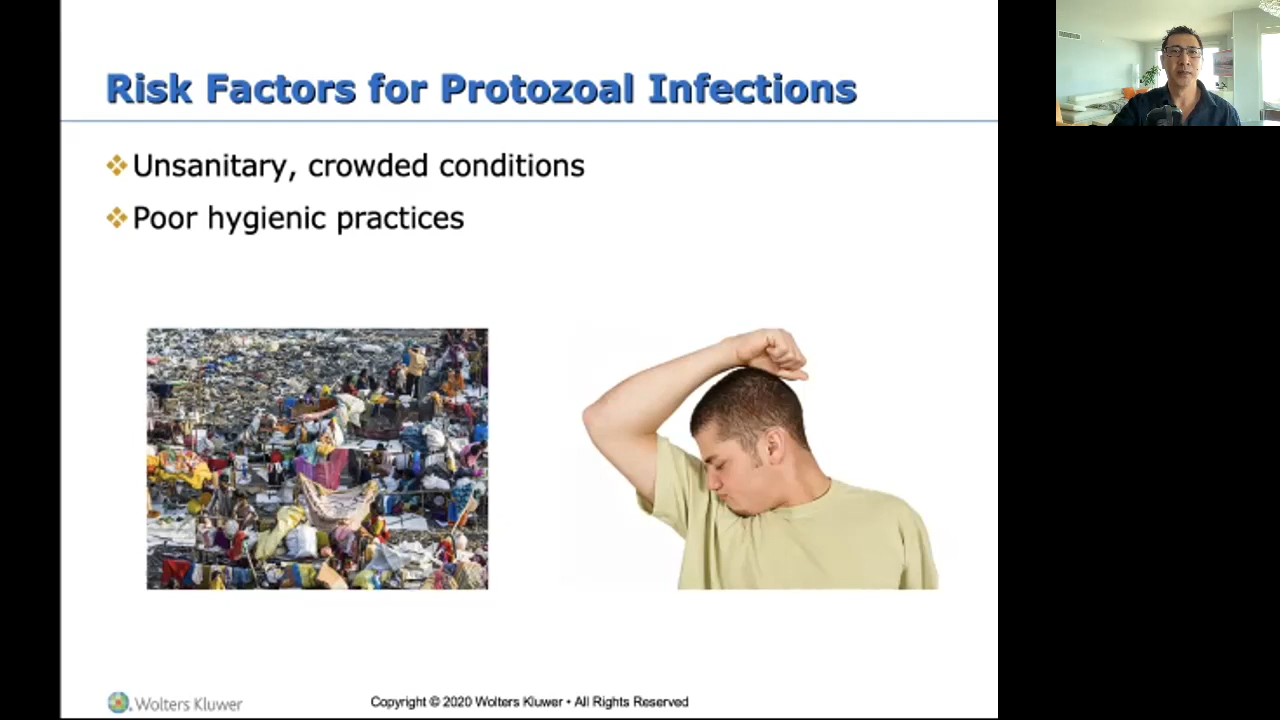 Risk Factors for Protozoal Infections
Unsanitary, crowded conditions
Poor hygienic practices
Wolters Kluwer
Copyright © 2020 Wolters Kluwer • All Rights Reserved